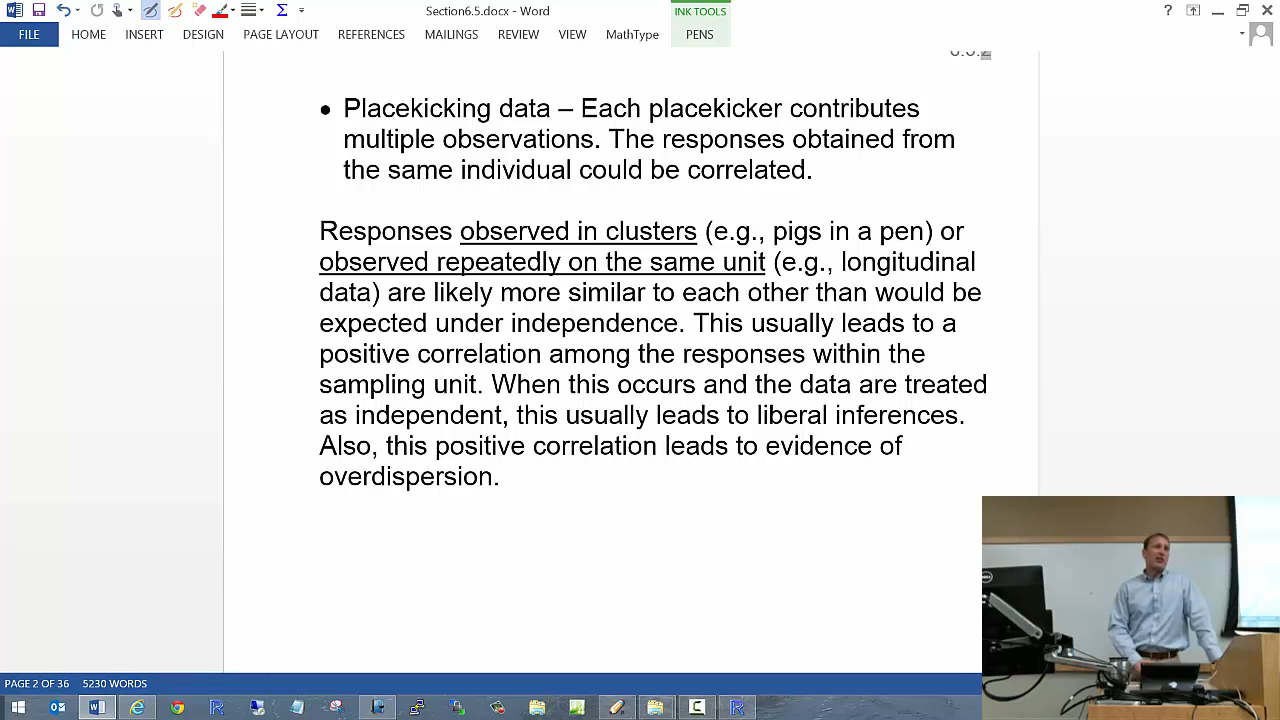 Section6.5.docx - Word
INK TOOLS
FILE HOME INSERT DESIGN PAGE LAYOUT REFERENCES MAILINGS REVIEW VIEW MathType PENS
• Placekicking data – Each placekicker contributes
multiple observations. The responses obtained from
the same individual could be correlated.
Responses observed in clusters (e.g., pigs in a pen) or
observed repeatedly on the same unit (e.g., longitudinal
data) are likely more similar to each other than would be
expected under independence. This usually leads to a
positive correlation among the responses within the
sampling unit. When this occurs and the data are treated
as independent, this usually leads to liberal inferences.
Also, this positive correlation leads to evidence of
overdispersion.
PAGE 2 OF 36 5230 WORDS